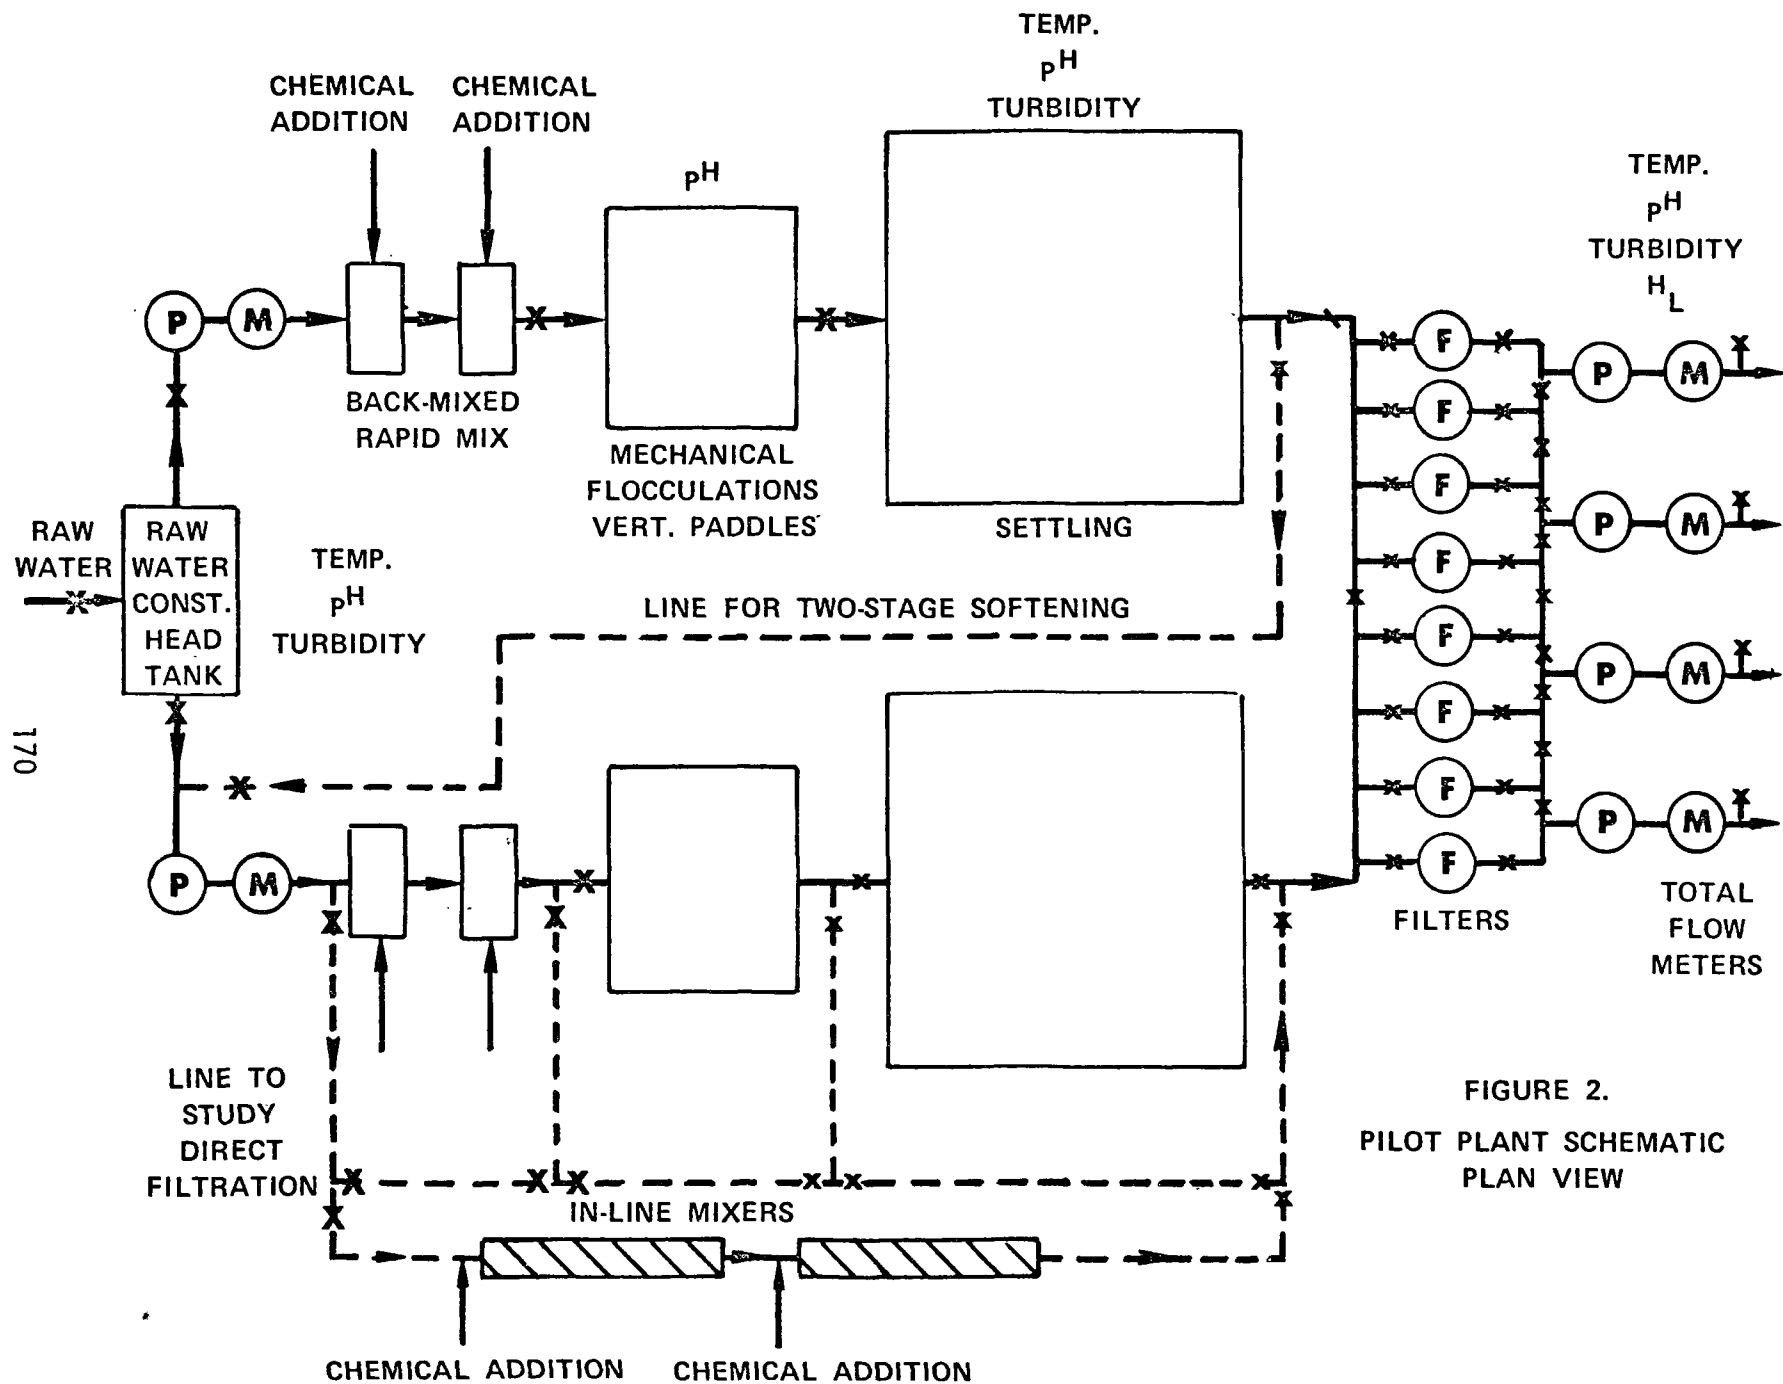 TEMP.
pH
TURBIDITY
CHEMICAL ADDITION
CHEMICAL ADDITION
pH
TEMP.
pH
TURBIDITY
HL
P
M
BACK-MIXED
RAPID MIX
MECHANICAL
FLOCCULATIONS
VERT. PADDLES
SETTLING
F
F
F
F
F
F
F
F
P
M
P
M
P
M
P
M
RAW
WATER
RAW
WATER
CONST.
HEAD
TANK
TEMP.
pH
TURBIDITY
LINE FOR TWO-STAGE SOFTENING
170
P
M
FILTERS
TOTAL
FLOW
METERS
LINE TO
STUDY
DIRECT
FILTRATION
IN-LINE MIXERS
CHEMICAL ADDITION
CHEMICAL ADDITION
FIGURE 2.
PILOT PLANT SCHEMATIC
PLAN VIEW